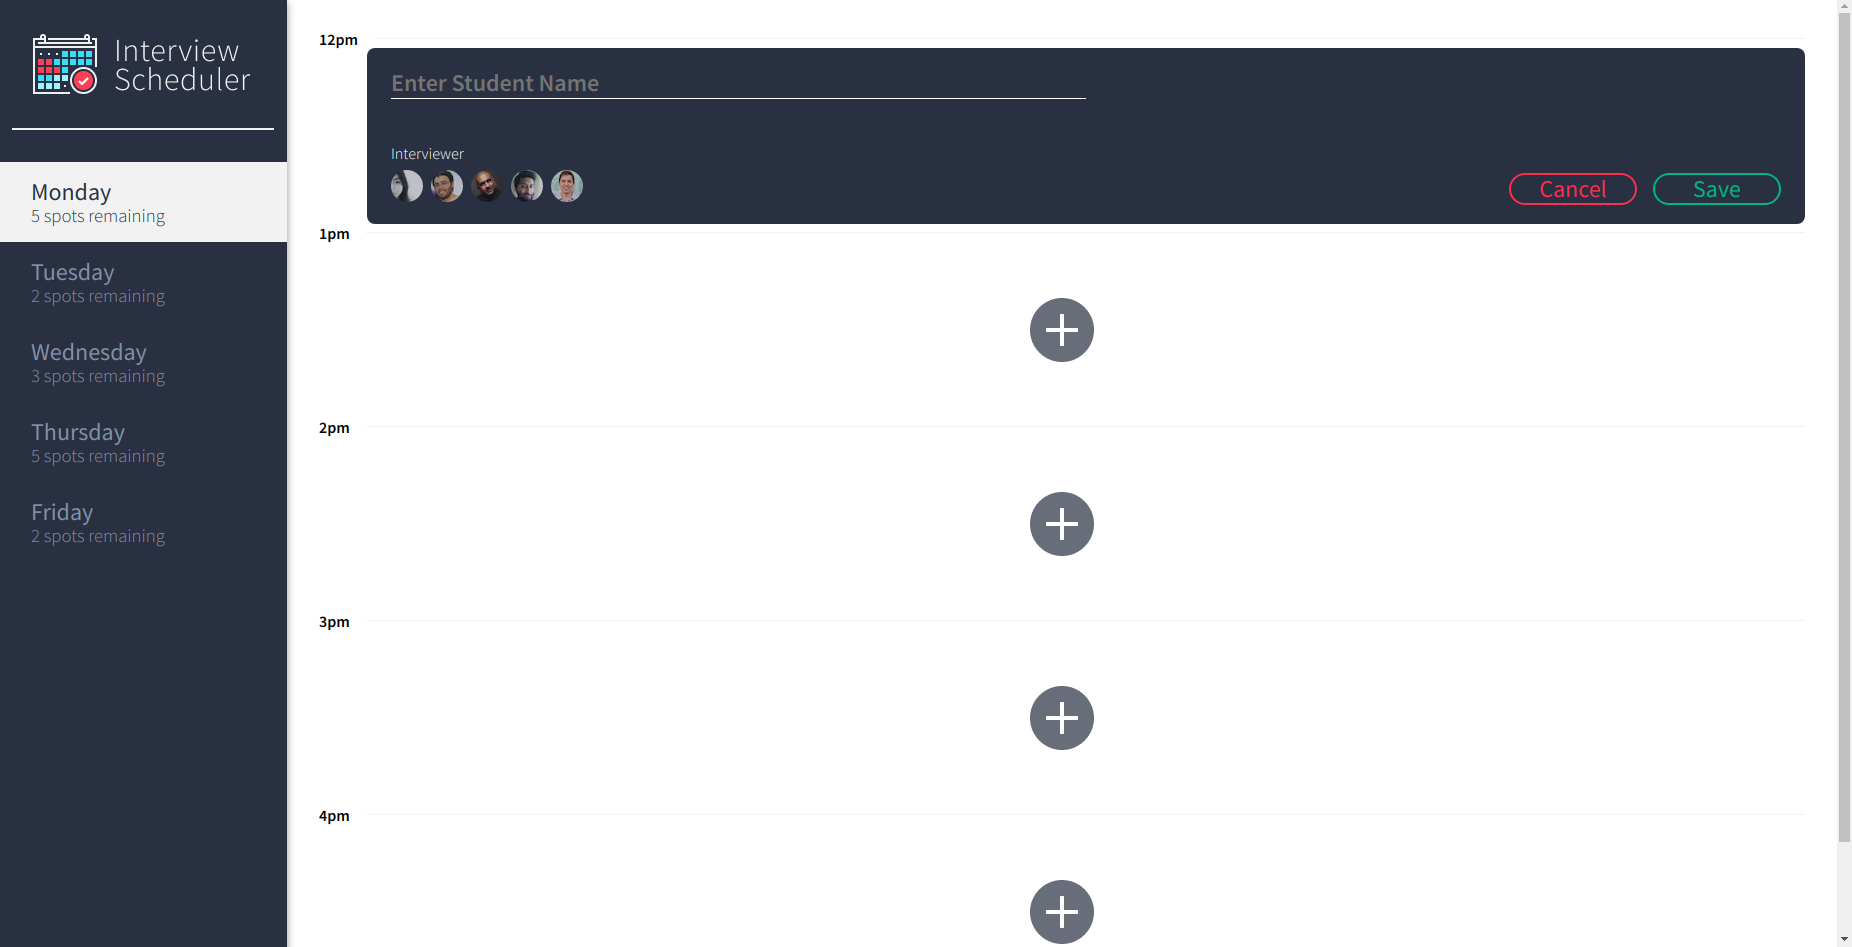 Interview
Scheduler
Monday
5 spots remaining
Tuesday
2 spots remaining
Wednesday
3 spots remaining
Thursday
5 spots remaining
Friday
2 spots remaining
12pm
Enter Student Name
Interviewer
Cancel
Save
1pm
2pm
3pm
4pm